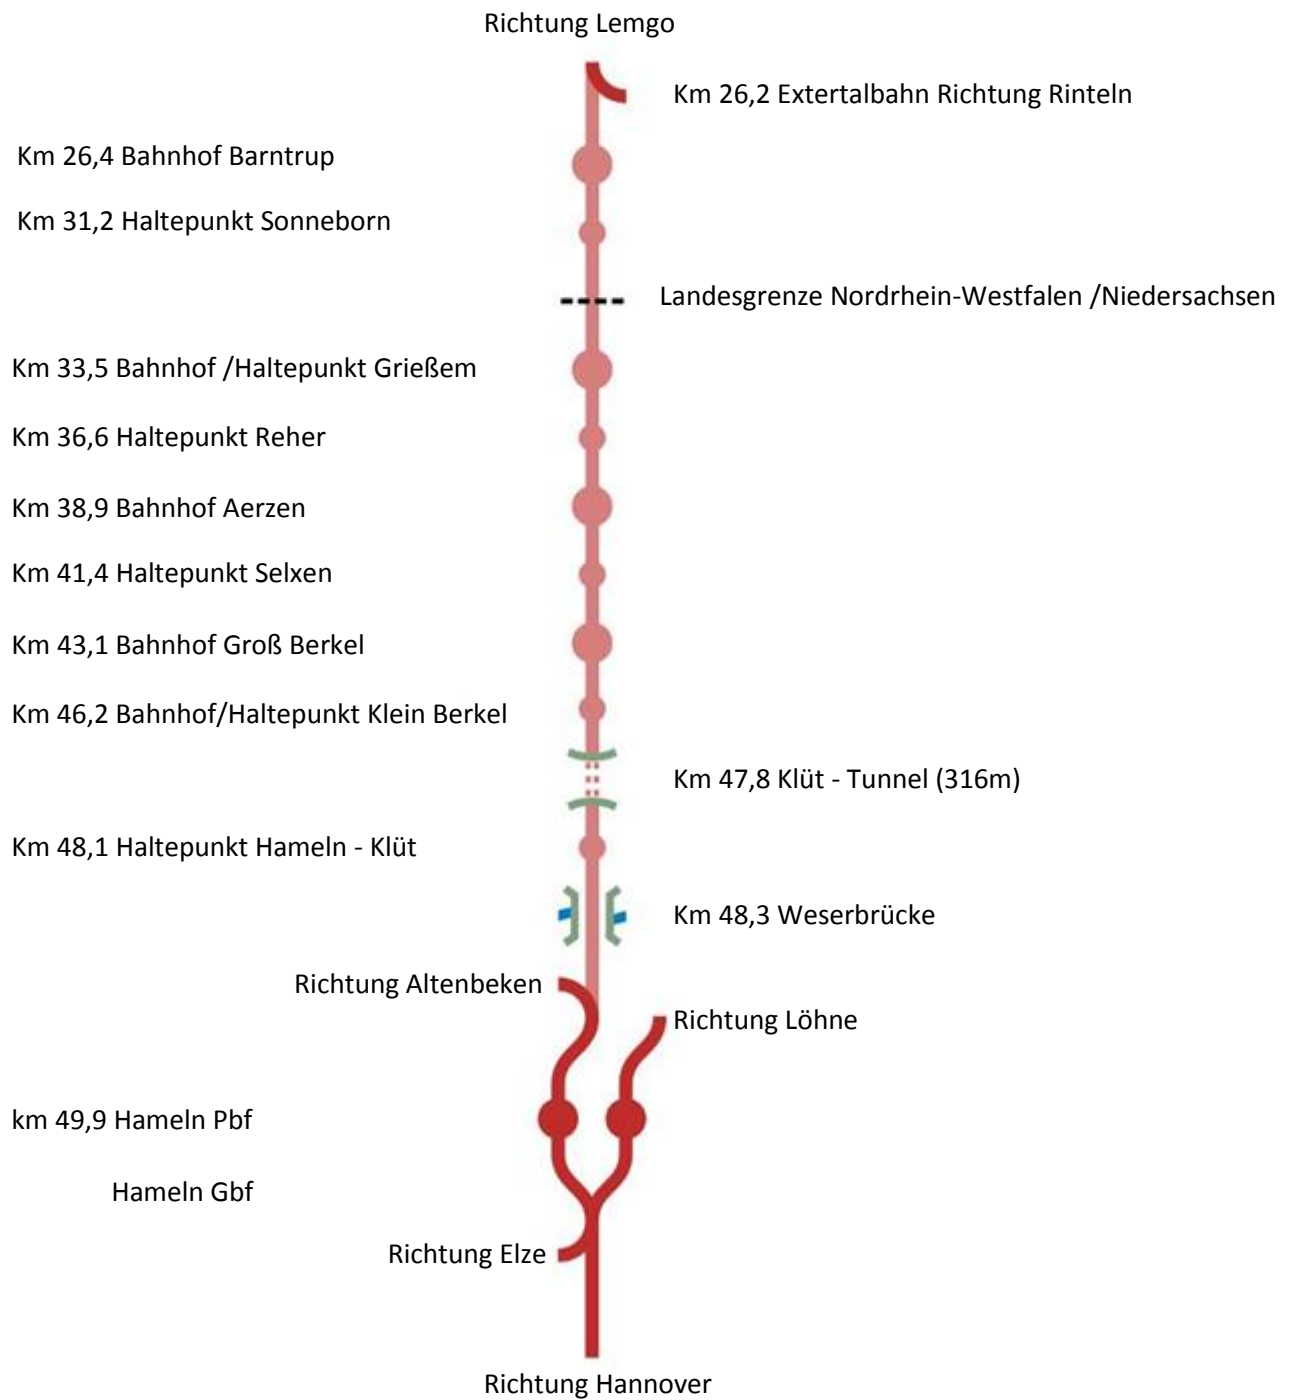 Richtung Lemgo
Km 26,2 Extertalbahn Richtung Rinteln
Km 26,4 Bahnhof Barntrup
Km 31,2 Haltepunkt Sonneborn
Landesgrenze Nordrhein-Westfalen /Niedersachsen
Km 33,5 Bahnhof /Haltepunkt Grießem
Km 36,6 Haltepunkt Reher
Km 38,9 Bahnhof Aerzen
Km 41,4 Haltepunkt Selxen
Km 43,1 Bahnhof Groß Berkel
Km 46,2 Bahnhof/Haltepunkt Klein Berkel
Km 47,8 Klüt - Tunnel (316m)
Km 48,1 Haltepunkt Hameln - Klüt
Km 48,3 Weserbrücke
Richtung Altenbeken
Richtung Löhne
km 49,9 Hameln Pbf
Hameln Gbf
Richtung Elze
Richtung Hannover